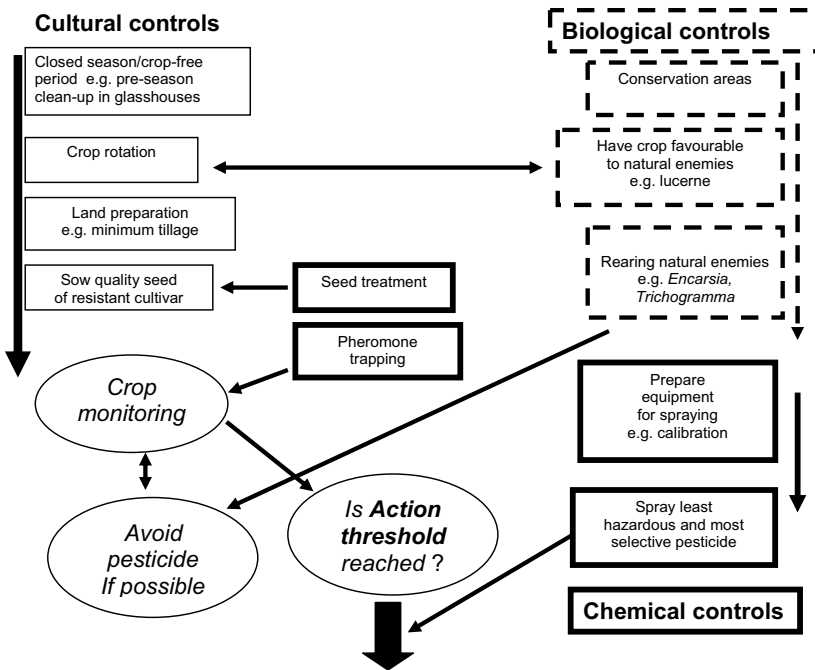 Cultural controls
Closed season/crop-free
period e.g. pre-season
clean-up in glasshouses
Crop rotation
Land preparation
e.g. minimum tillage
Sow quality seed
of resistant cultivar
Seed treatment
Pheromone
trapping
Crop
monitoring
Avoid
pesticide
If possible
Is Action
threshold
reached ?
Biological controls
Conservation areas
Have crop favourable
to natural enemies
e.g. lucerne
Rearing natural enemies
e.g. Encarsia,
Trichogramma
Prepare
equipment
for spraying
e.g. calibration
Spray least
hazardous and most
selective pesticide
Chemical controls